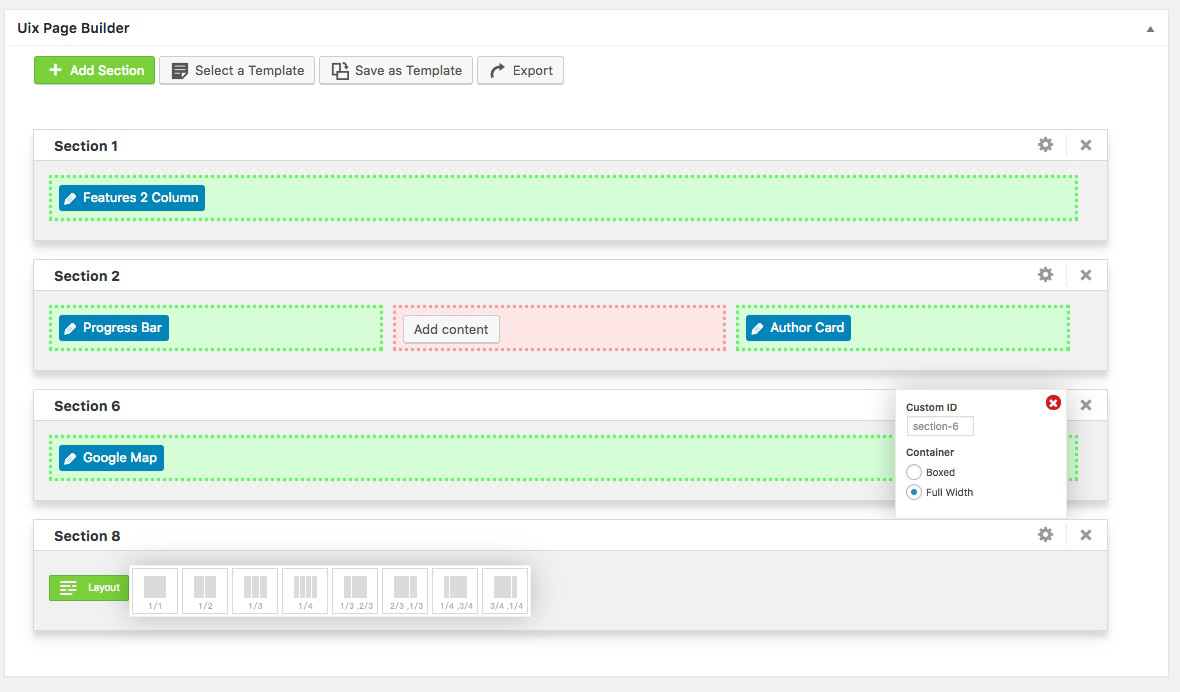 Uix Page Builder
Add Section Select a Template Save as Template Export
Section 1
Features 2 Column
Section 2
Progress Bar Add content Author Card
Section 6
Custom ID
section-6
Google Map
Container
Boxed
Full Width
Section 8
Layout
1/1 1/2 1/3 1/4 1/3 ,2/3 2/3 ,1/3 1/4 ,3/4 3/4 ,1/4